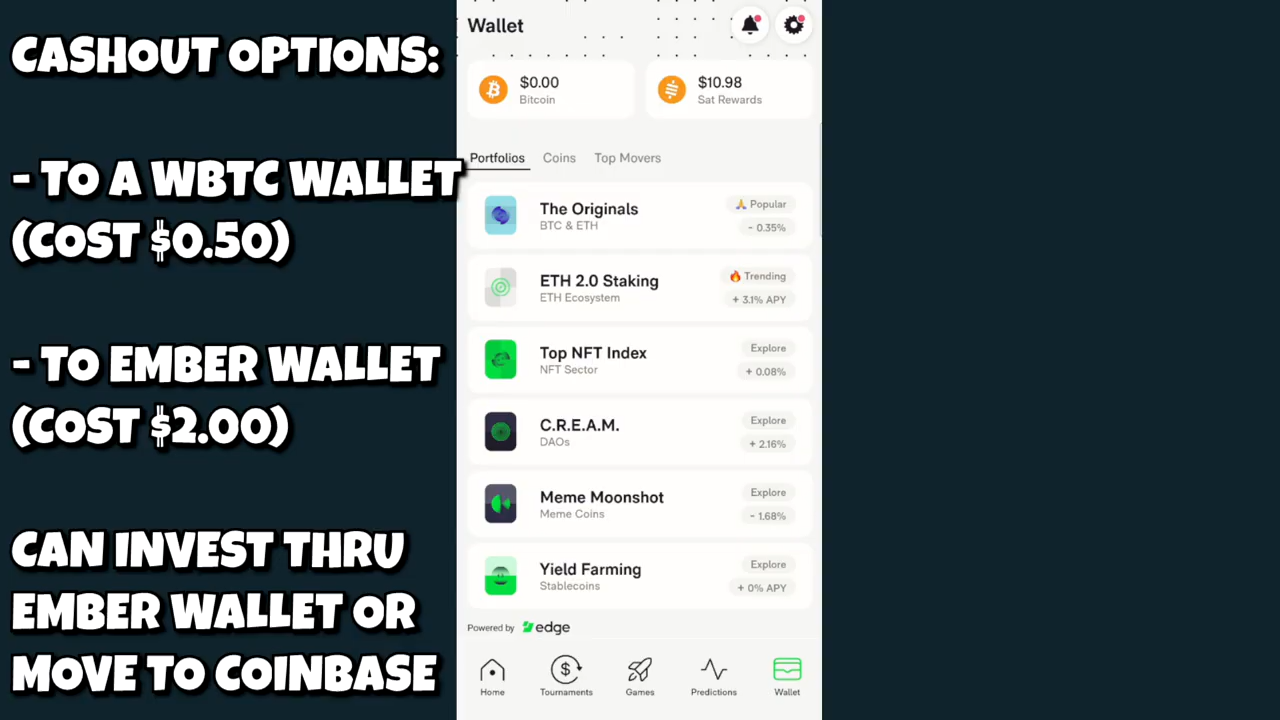 CASHOUT OPTIONS:
- TO A WBTC WALLET
(COST $0.50)
- TO EMBER WALLET
(COST $2.00)
CAN INVEST THRU
EMBER WALLET OR
MOVE TO COINBASE
Wallet
$0.00
Bitcoin
$10.98
Sat Rewards
Portfolios
Coins
Top Movers
The Originals
BTC & ETH
🙏 Popular
- 0.35%
ETH 2.0 Staking
ETH Ecosystem
🔥 Trending
+ 3.1% APY
Top NFT Index
NFT Sector
Explore
+ 0.08%
C.R.E.A.M.
DAOs
Explore
+ 2.16%
Meme Moonshot
Meme Coins
Explore
- 1.68%
Yield Farming
Stablecoins
Explore
+ 0% APY
Powered by edge
Home
Tournaments
Games
Predictions
Wallet